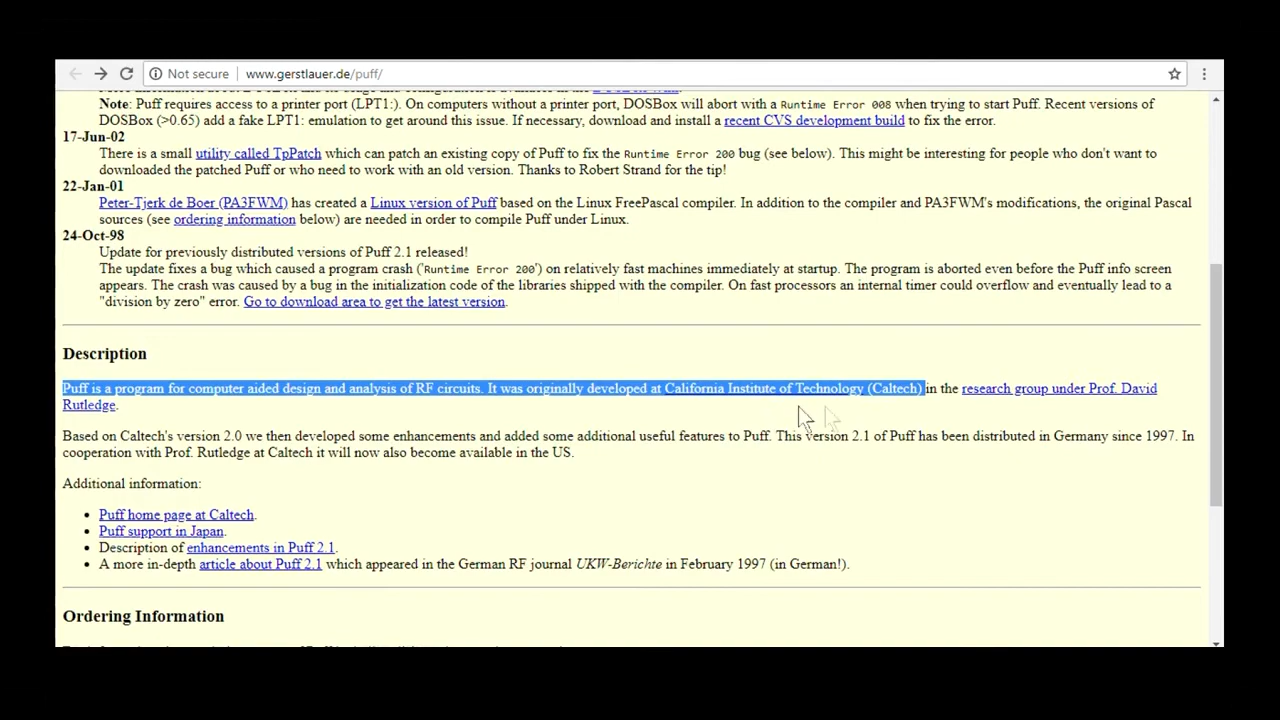 Not secure www.gerstlauer.de/puff/
Note: Puff requires access to a printer port (LPT1:). On computers without a printer port, DOSBox will abort with a Runtime Error 008 when trying to start Puff. Recent versions of
DOSBox (>0.65) add a fake LPT1: emulation to get around this issue. If necessary, download and install a recent CVS development build to fix the error.
17-Jun-02
There is a small utility called TpPatch which can patch an existing copy of Puff to fix the Runtime Error 200 bug (see below). This might be interesting for people who don't want to
downloaded the patched Puff or who need to work with an old version. Thanks to Robert Strand for the tip!
22-Jan-01
Peter-Tjerk de Boer (PA3FWM) has created a Linux version of Puff based on the Linux FreePascal compiler. In addition to the compiler and PA3FWM's modifications, the original Pascal
sources (see ordering information below) are needed in order to compile Puff under Linux.
24-Oct-98
Update for previously distributed versions of Puff 2.1 released!
The update fixes a bug which caused a program crash ('Runtime Error 200') on relatively fast machines immediately at startup. The program is aborted even before the Puff info screen
appears. The crash was caused by a bug in the initialization code of the libraries shipped with the compiler. On fast processors an internal timer could overflow and eventually lead to a
"division by zero" error. Go to download area to get the latest version.
Description
Puff is a program for computer aided design and analysis of RF circuits. It was originally developed at California Institute of Technology (Caltech) in the research group under Prof. David
Rutledge.
Based on Caltech's version 2.0 we then developed some enhancements and added some additional useful features to Puff. This version 2.1 of Puff has been distributed in Germany since 1997. In
cooperation with Prof. Rutledge at Caltech it will now also become available in the US.
Additional information:
• Puff home page at Caltech.
• Puff support in Japan.
• Description of enhancements in Puff 2.1.
• A more in-depth article about Puff 2.1 which appeared in the German RF journal UKW-Berichte in February 1997 (in German!).
Ordering Information